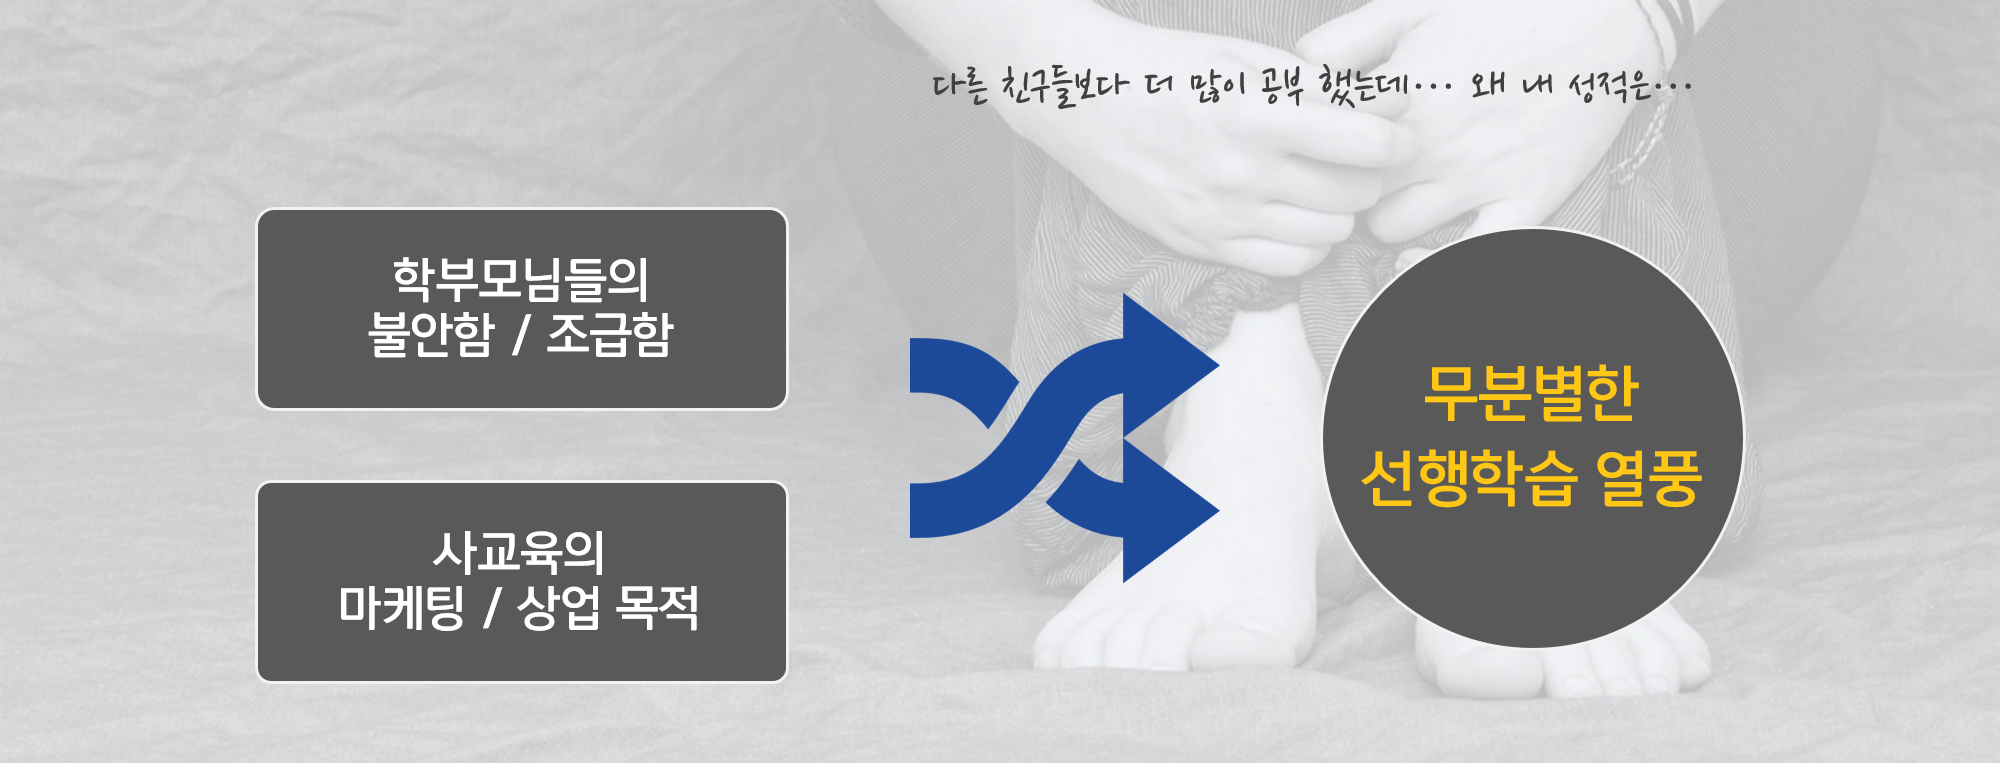 다른 친구들보다 더 많이 공부 했는데... 왜 내 성적은...
학부모님들의
불안함 / 조급함
사교육의
마케팅 / 상업 목적
무분별한
선행학습 열풍